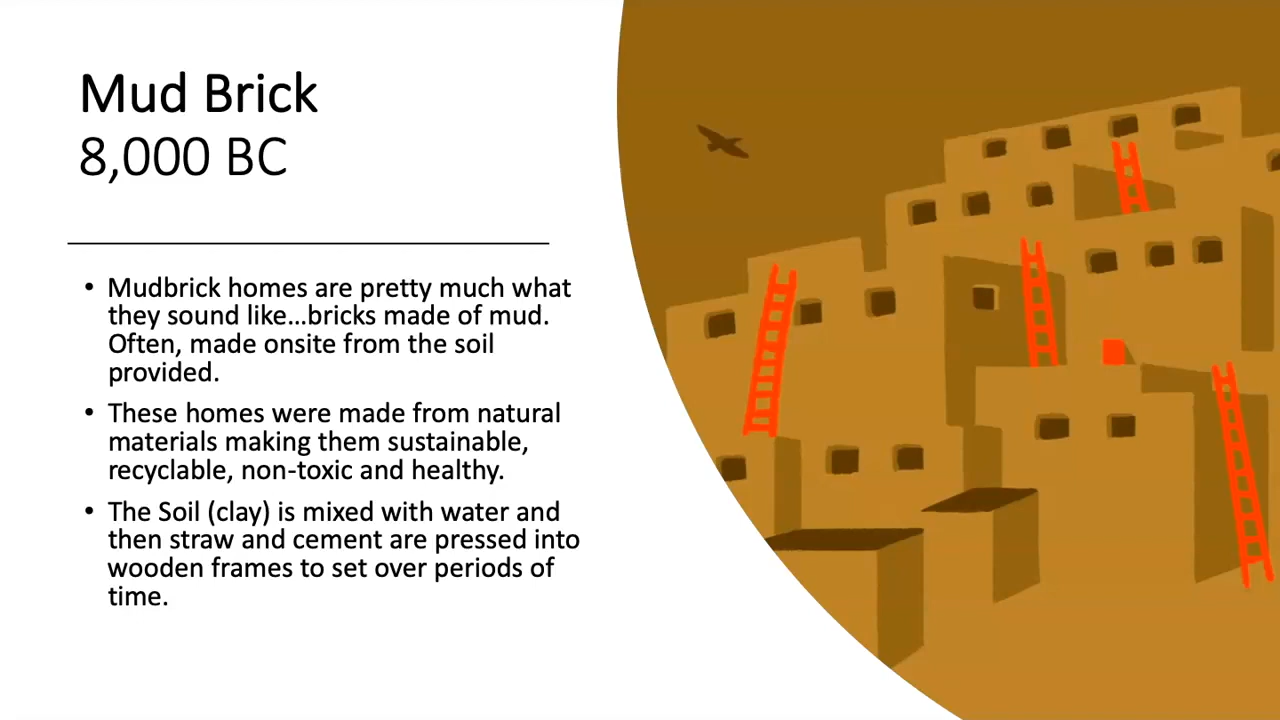 Mud Brick
8,000 BC
• Mudbrick homes are pretty much what
they sound like...bricks made of mud.
Often, made onsite from the soil
provided.
• These homes were made from natural
materials making them sustainable,
recyclable, non-toxic and healthy.
• The Soil (clay) is mixed with water and
then straw and cement are pressed into
wooden frames to set over periods of
time.